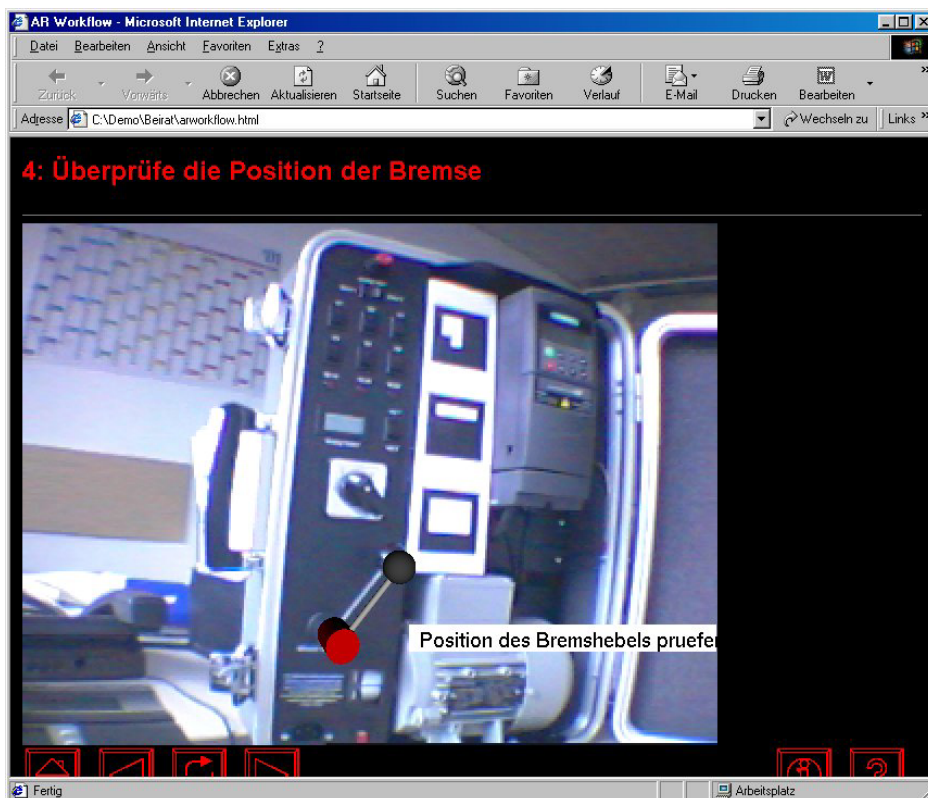 AR Workflow - Microsoft Internet Explorer
Datei Bearbeiten Ansicht Favoriten Extras ?
Zurück Vorwärts Abbrechen Aktualisieren Startseite Suchen Favoriten Verlauf E-Mail Drucken Bearbeiten »
Adresse C:\Demo\Beirat\arworkflow.html Wechseln zu Links »
4: Überprüfe die Position der Bremse
Position des Bremshebels pruefen
Fertig Arbeitsplatz